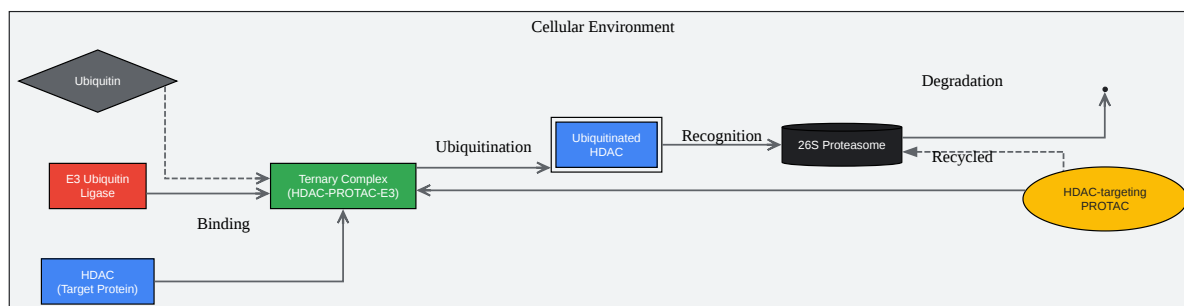 Cellular Environment
Ubiquitin
Degradation
Ubiquitination
Ubiquitinated
HDAC
Recognition
26S Proteasome
Recycled
E3 Ubiquitin
Ligase
Ternary Complex
(HDAC-PROTAC-E3)
HDAC-targeting
PROTAC
Binding
HDAC
(Target Protein)